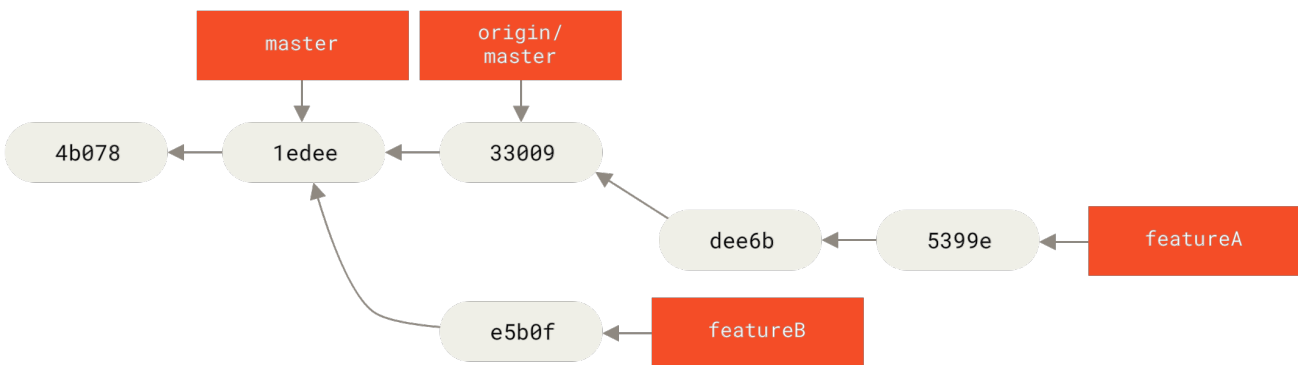 master
origin/
master
4b078
1edee
33009
dee6b
5399e
featureA
e5b0f
featureB